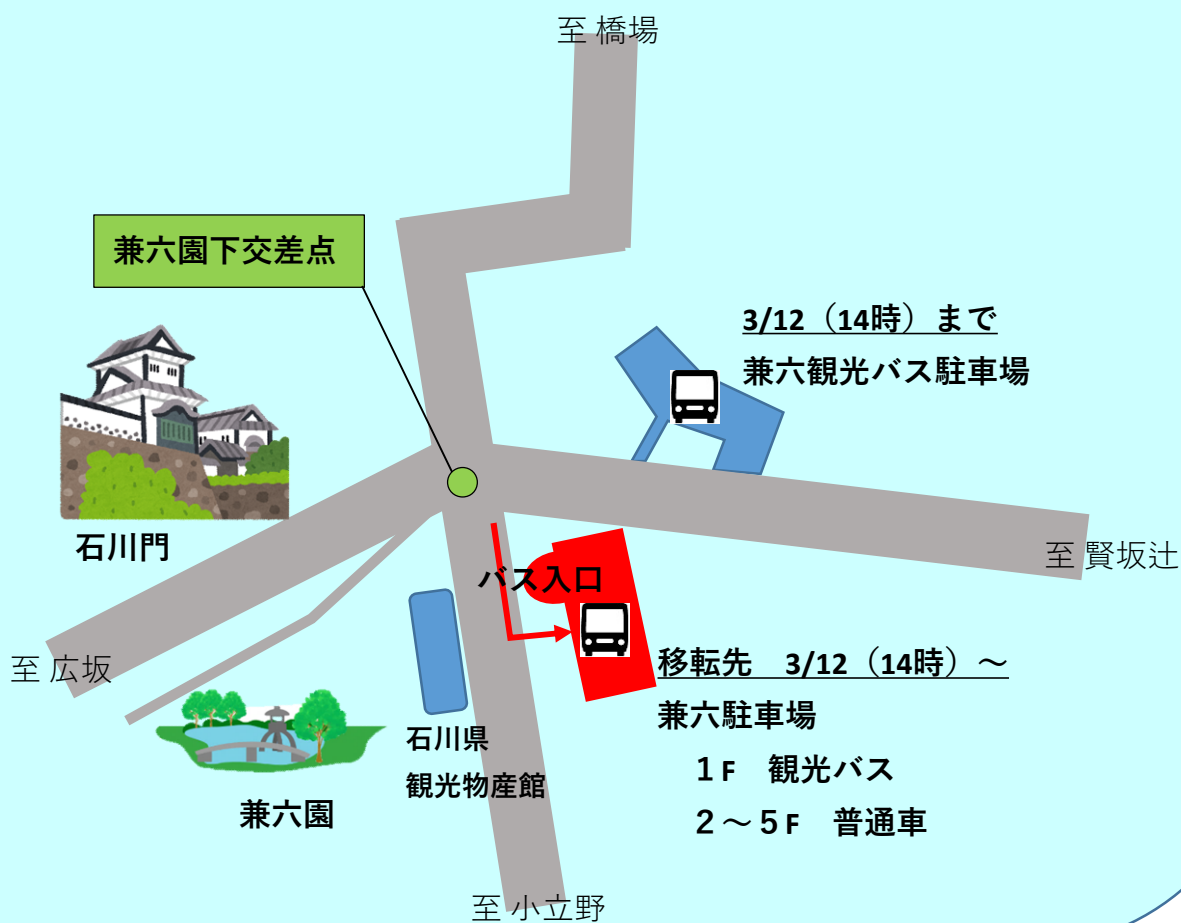 至 橋場
兼六園下交差点
3/12（14時）まで
兼六観光バス駐車場
石川門
至 賢坂辻
バス入口
至 広坂
移転先　3/12（14時）～
兼六駐車場
１F　観光バス
２～５F　普通車
石川県
観光物産館
兼六園
至 小立野